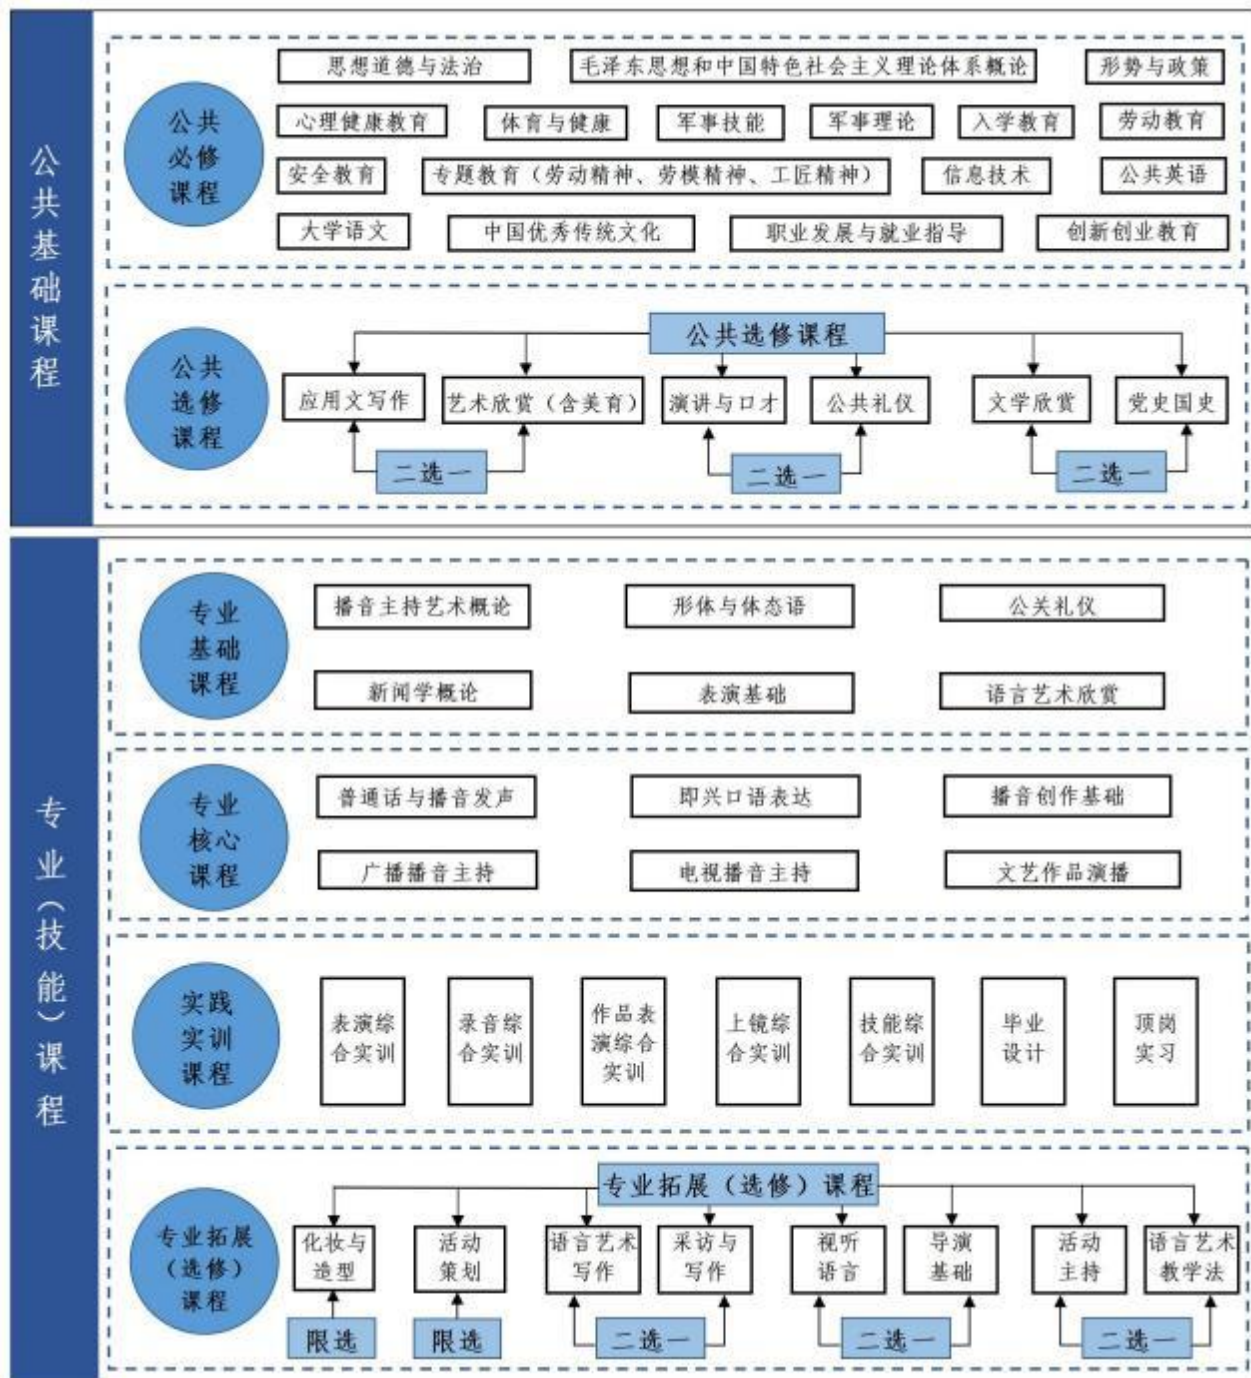 公共基础课程
公共
必修
课程
思想道德与法治
毛泽东思想和中国特色社会主义理论体系概论
形势与政策
心理健康教育
体育与健康
军事技能
军事理论
入学教育
劳动教育
安全教育
专题教育（劳动精神、劳模精神、工匠精神）
信息技术
公共英语
大学语文
中国优秀传统文化
职业发展与就业指导
创新创业教育
公共
选修
课程
公共选修课程
应用文写作
艺术欣赏（含美育）
演讲与口才
公共礼仪
文学欣赏
党史国史
二选一
二选一
二选一
专业（技能）课程
专业
基础
课程
播音主持艺术概论
形体与体态语
公关礼仪
新闻学概论
表演基础
语言艺术欣赏
专业
核心
课程
普通话与播音发声
即兴口语表达
播音创作基础
广播播音主持
电视播音主持
文艺作品演播
实践
实训
课程
表演综
合实训
录音综
合实训
作品表
演综合
实训
上镜综
合实训
技能综
合实训
毕业
设计
顶岗
实习
专业拓展
（选修）
课程
专业拓展（选修）课程
化妆与
造型
活动
策划
语言艺术
写作
采访与
写作
视听
语言
导演
基础
活动
主持
语言艺术
教学法
限选
限选
二选一
二选一
二选一